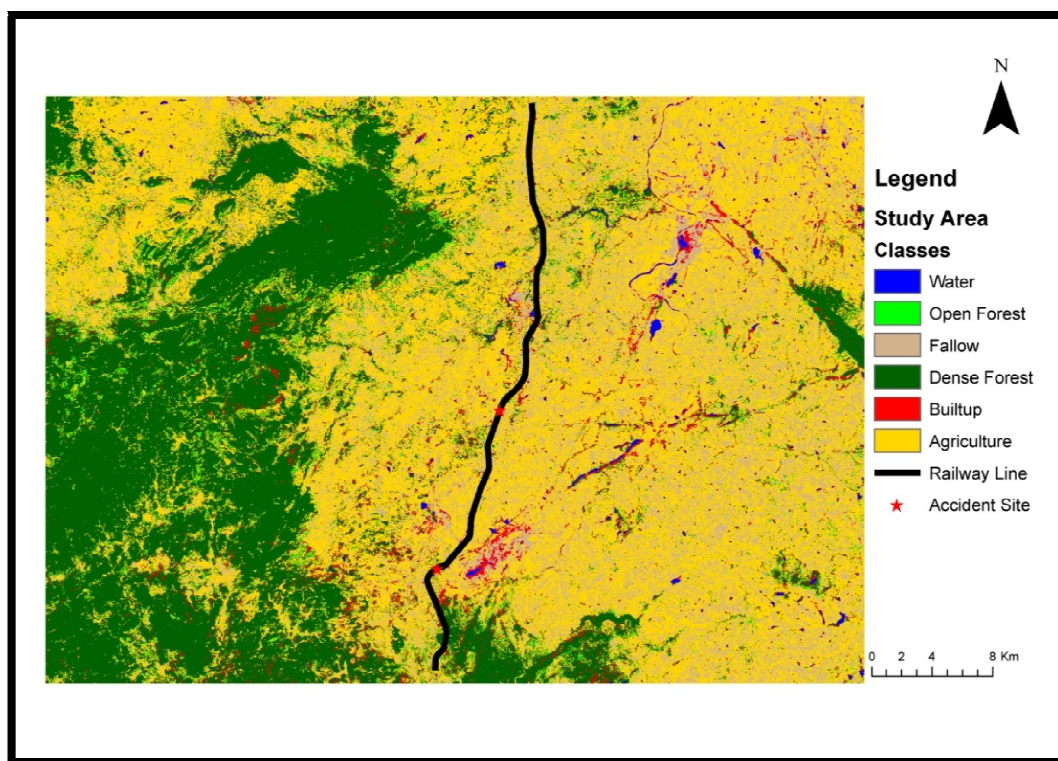 N
Legend
Study Area
Classes
Water
Open Forest
Fallow
Dense Forest
Builtup
Agriculture
Railway Line
Accident Site
0 2 4 8 Km